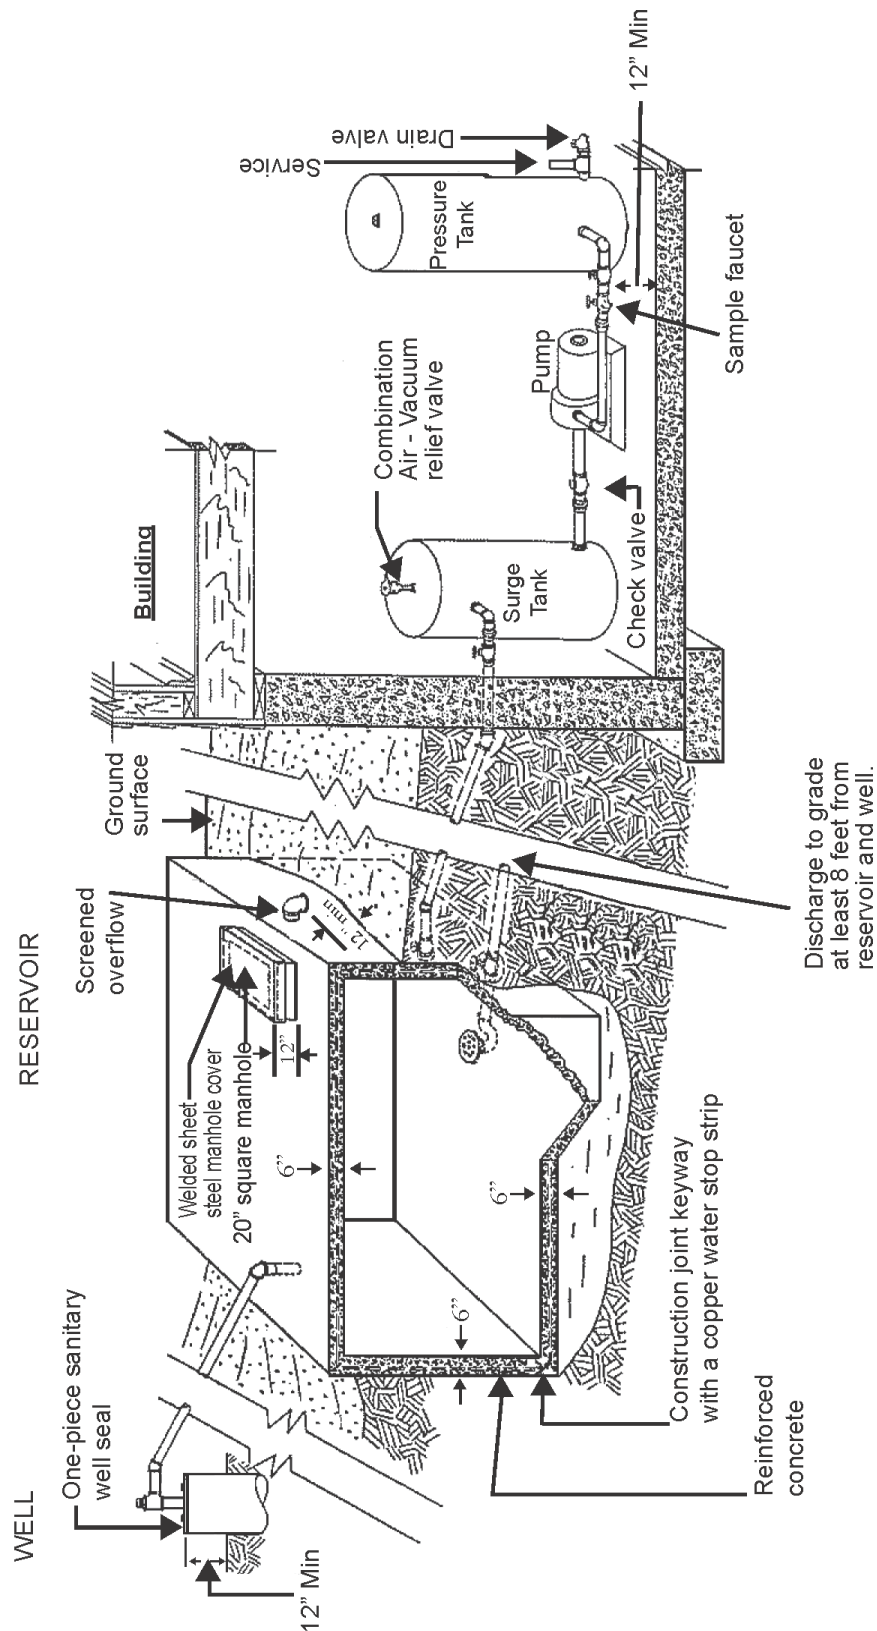 WELL
RESERVOIR
One-piece sanitary
well seal
12” Min
Screened
overflow
Ground
surface
Building
Welded sheet
steel manhole cover
20” square manhole
12”
12” min
6”
6”
6”
Combination
Air - Vacuum
relief valve
Service
Drain valve
Surge
Tank
Pressure
Tank
Pump
Check valve
12” Min
Sample faucet
Construction joint keyway
with a copper water stop strip
Reinforced
concrete
Discharge to grade
at least 8 feet from
reservoir and well.